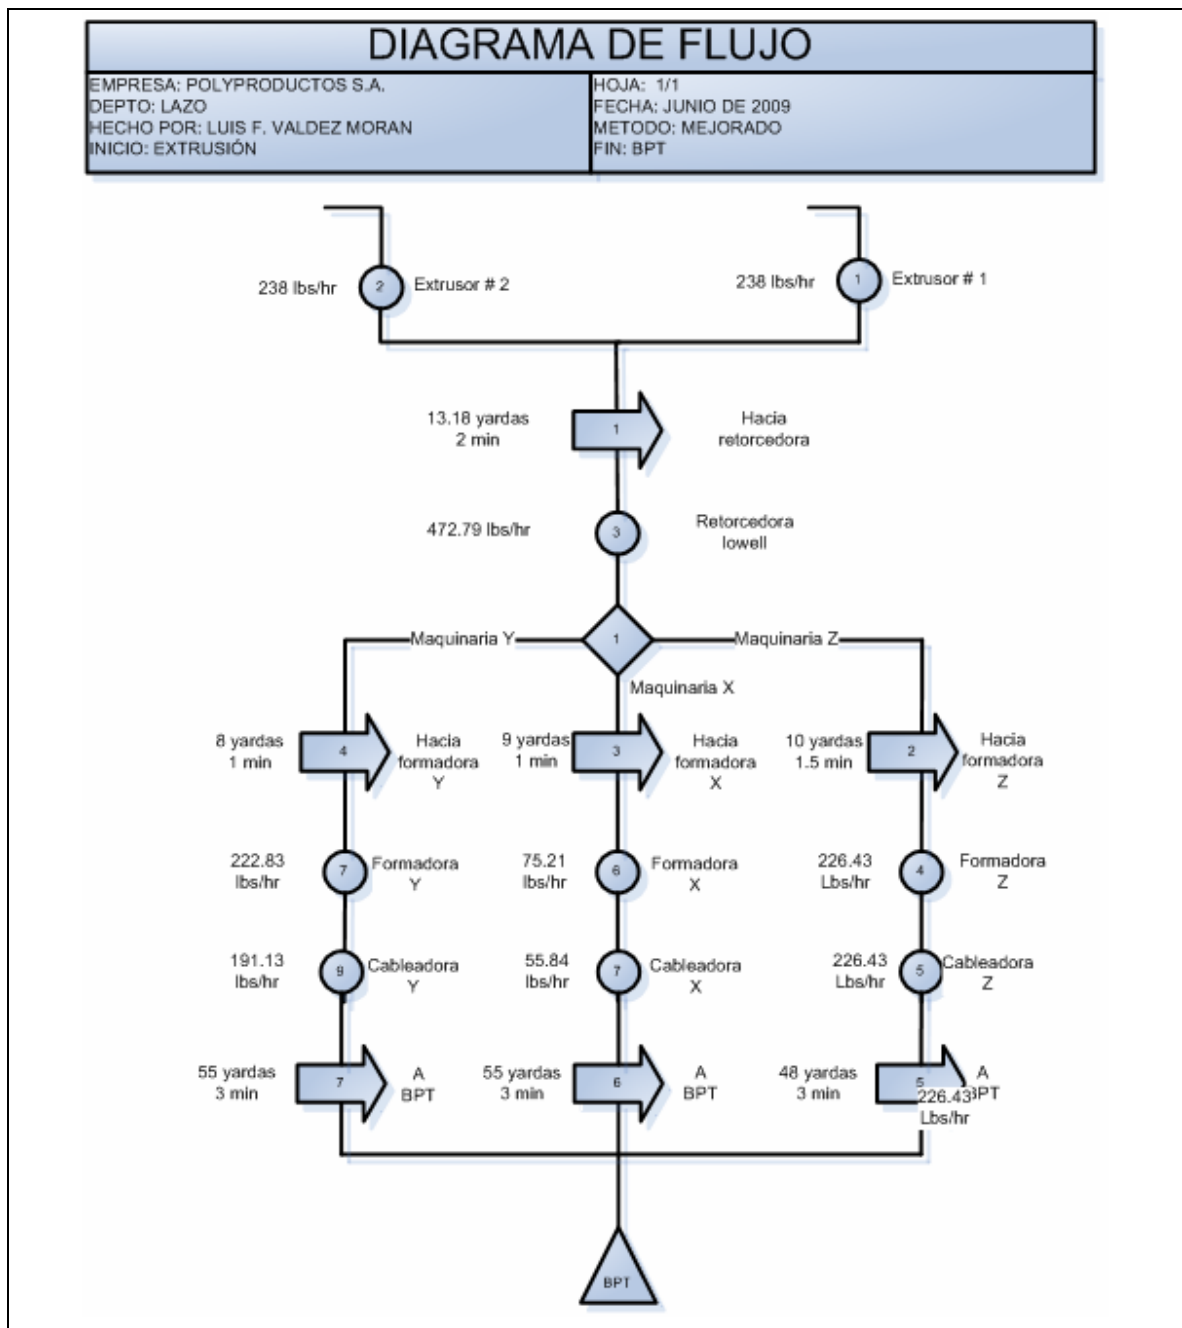 DIAGRAMA DE FLUJO
EMPRESA: POLYPRODUCTOS S.A.
DEPTO: LAZO
HECHO POR: LUIS F. VALDEZ MORAN
INICIO: EXTRUSIÓN
HOJA: 1/1
FECHA: JUNIO DE 2009
METODO: MEJORADO
FIN: BPT
238 lbs/hr
2
Extrusor # 2
238 lbs/hr
1
Extrusor # 1
13.18 yardas
2 min
1
Hacia
retorcedora
472.79 lbs/hr
3
Retorcedora
lowell
Maquinaria Y
1
Maquinaria Z
Maquinaria X
8 yardas
1 min
4
Hacia
formadora
Y
9 yardas
1 min
3
Hacia
formadora
X
10 yardas
1.5 min
2
Hacia
formadora
Z
222.83
lbs/hr
7
Formadora
Y
75.21
lbs/hr
6
Formadora
X
226.43
Lbs/hr
4
Formadora
Z
191.13
lbs/hr
9
Cableadora
Y
55.84
lbs/hr
7
Cableadora
X
226.43
Lbs/hr
5
Cableadora
Z
55 yardas
3 min
7
A
BPT
55 yardas
3 min
6
A
BPT
48 yardas
3 min
5
A
BPT
226.43
Lbs/hr
BPT